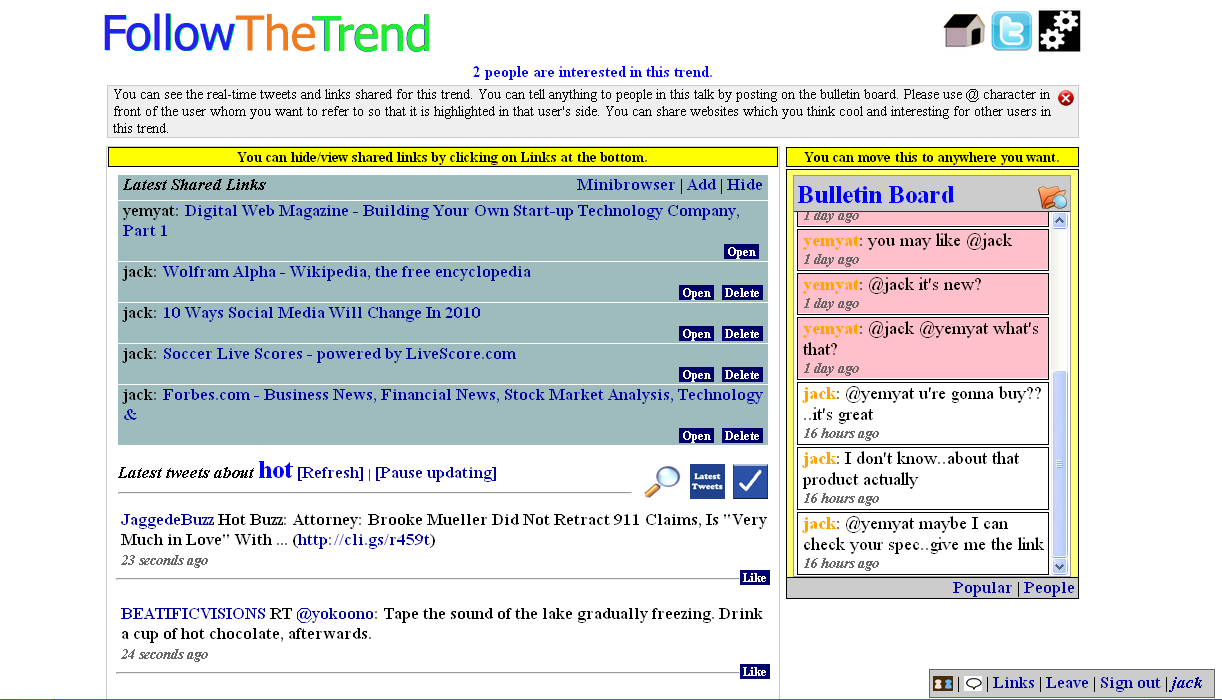 FollowTheTrend
2 people are interested in this trend.
You can see the real-time tweets and links shared for this trend. You can tell anything to people in this talk by posting on the bulletin board. Please use @ character in
front of the user whom you want to refer to so that it is highlighted in that user's side. You can share websites which you think cool and interesting for other users in
this trend.
You can hide/view shared links by clicking on Links at the bottom.
Latest Shared Links
Minibrowser | Add | Hide
yemyat: Digital Web Magazine - Building Your Own Start-up Technology Company,
Part 1
Open
jack: Wolfram Alpha - Wikipedia, the free encyclopedia
Open Delete
jack: 10 Ways Social Media Will Change In 2010
Open Delete
jack: Soccer Live Scores - powered by LiveScore.com
Open Delete
jack: Forbes.com - Business News, Financial News, Stock Market Analysis, Technology
&
Open Delete
Latest tweets about hot [Refresh] | [Pause updating]
Latest
Tweets
JaggedeBuzz Hot Buzz: Attorney: Brooke Mueller Did Not Retract 911 Claims, Is "Very
Much in Love" With ... (http://cli.gs/r459t)
23 seconds ago
Like
BEATIFICVISIONS RT @yokoono: Tape the sound of the lake gradually freezing. Drink
a cup of hot chocolate, afterwards.
24 seconds ago
Like
You can move this to anywhere you want.
Bulletin Board
1 day ago
yemyat: you may like @jack
1 day ago
yemyat: @jack it's new?
1 day ago
yemyat: @jack @yemyat what's
that?
1 day ago
jack: @yemyat u're gonna buy??
..it's great
16 hours ago
jack: I don't know..about that
product actually
16 hours ago
jack: @yemyat maybe I can
check your spec..give me the link
16 hours ago
Popular | People
| | Links | Leave | Sign out | jack